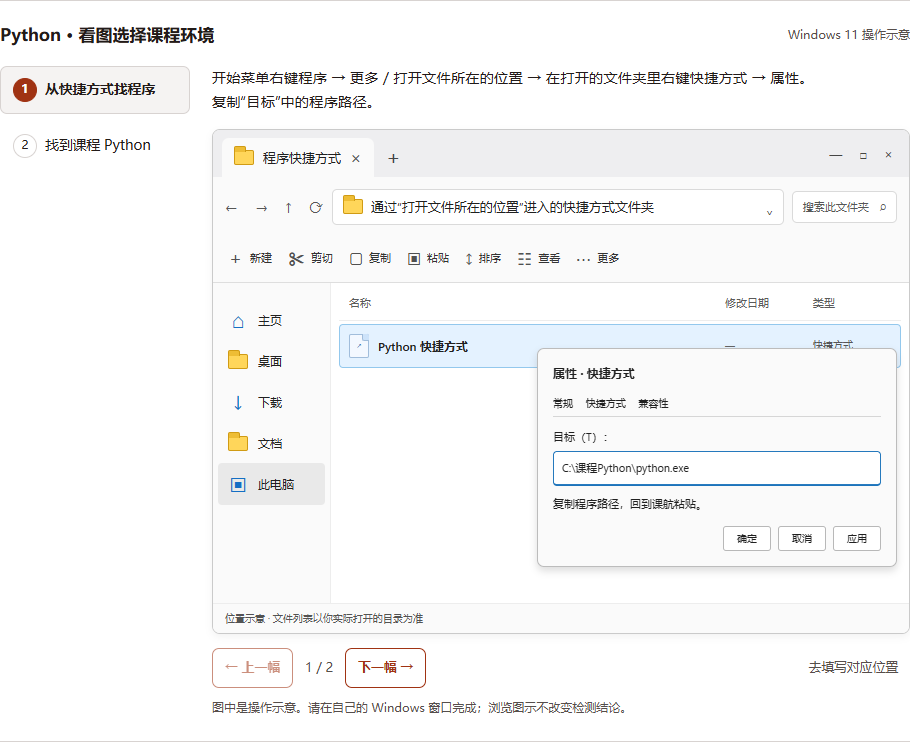 Python • 看图选择课程环境
Windows 11 操作示意
1 从快捷方式找程序
2 找到课程 Python
开始菜单右键程序 → 更多 / 打开文件所在的位置 → 在打开的文件夹里右键快捷方式 → 属性。
复制“目标”中的程序路径。
程序快捷方式 × +
— □ ×
← → ↑ ⟳ 通过“打开文件所在的位置”进入的快捷方式文件夹
搜索此文件夹
+ 新建 剪切 复制 粘贴 排序 查看 … 更多
主页
桌面
下载
文档
此电脑
名称 修改日期 类型
Python 快捷方式 — 快捷方式
属性 · 快捷方式
常规 快捷方式 兼容性
目标（T）：
C:\课程Python\python.exe
复制程序路径，回到课航粘贴。
确定 取消 应用
位置示意 · 文件列表以你实际打开的目录为准
← 上一幅 1 / 2 下一幅 →
去填写对应位置
图中是操作示意。请在自己的 Windows 窗口完成；浏览图示不改变检测结论。